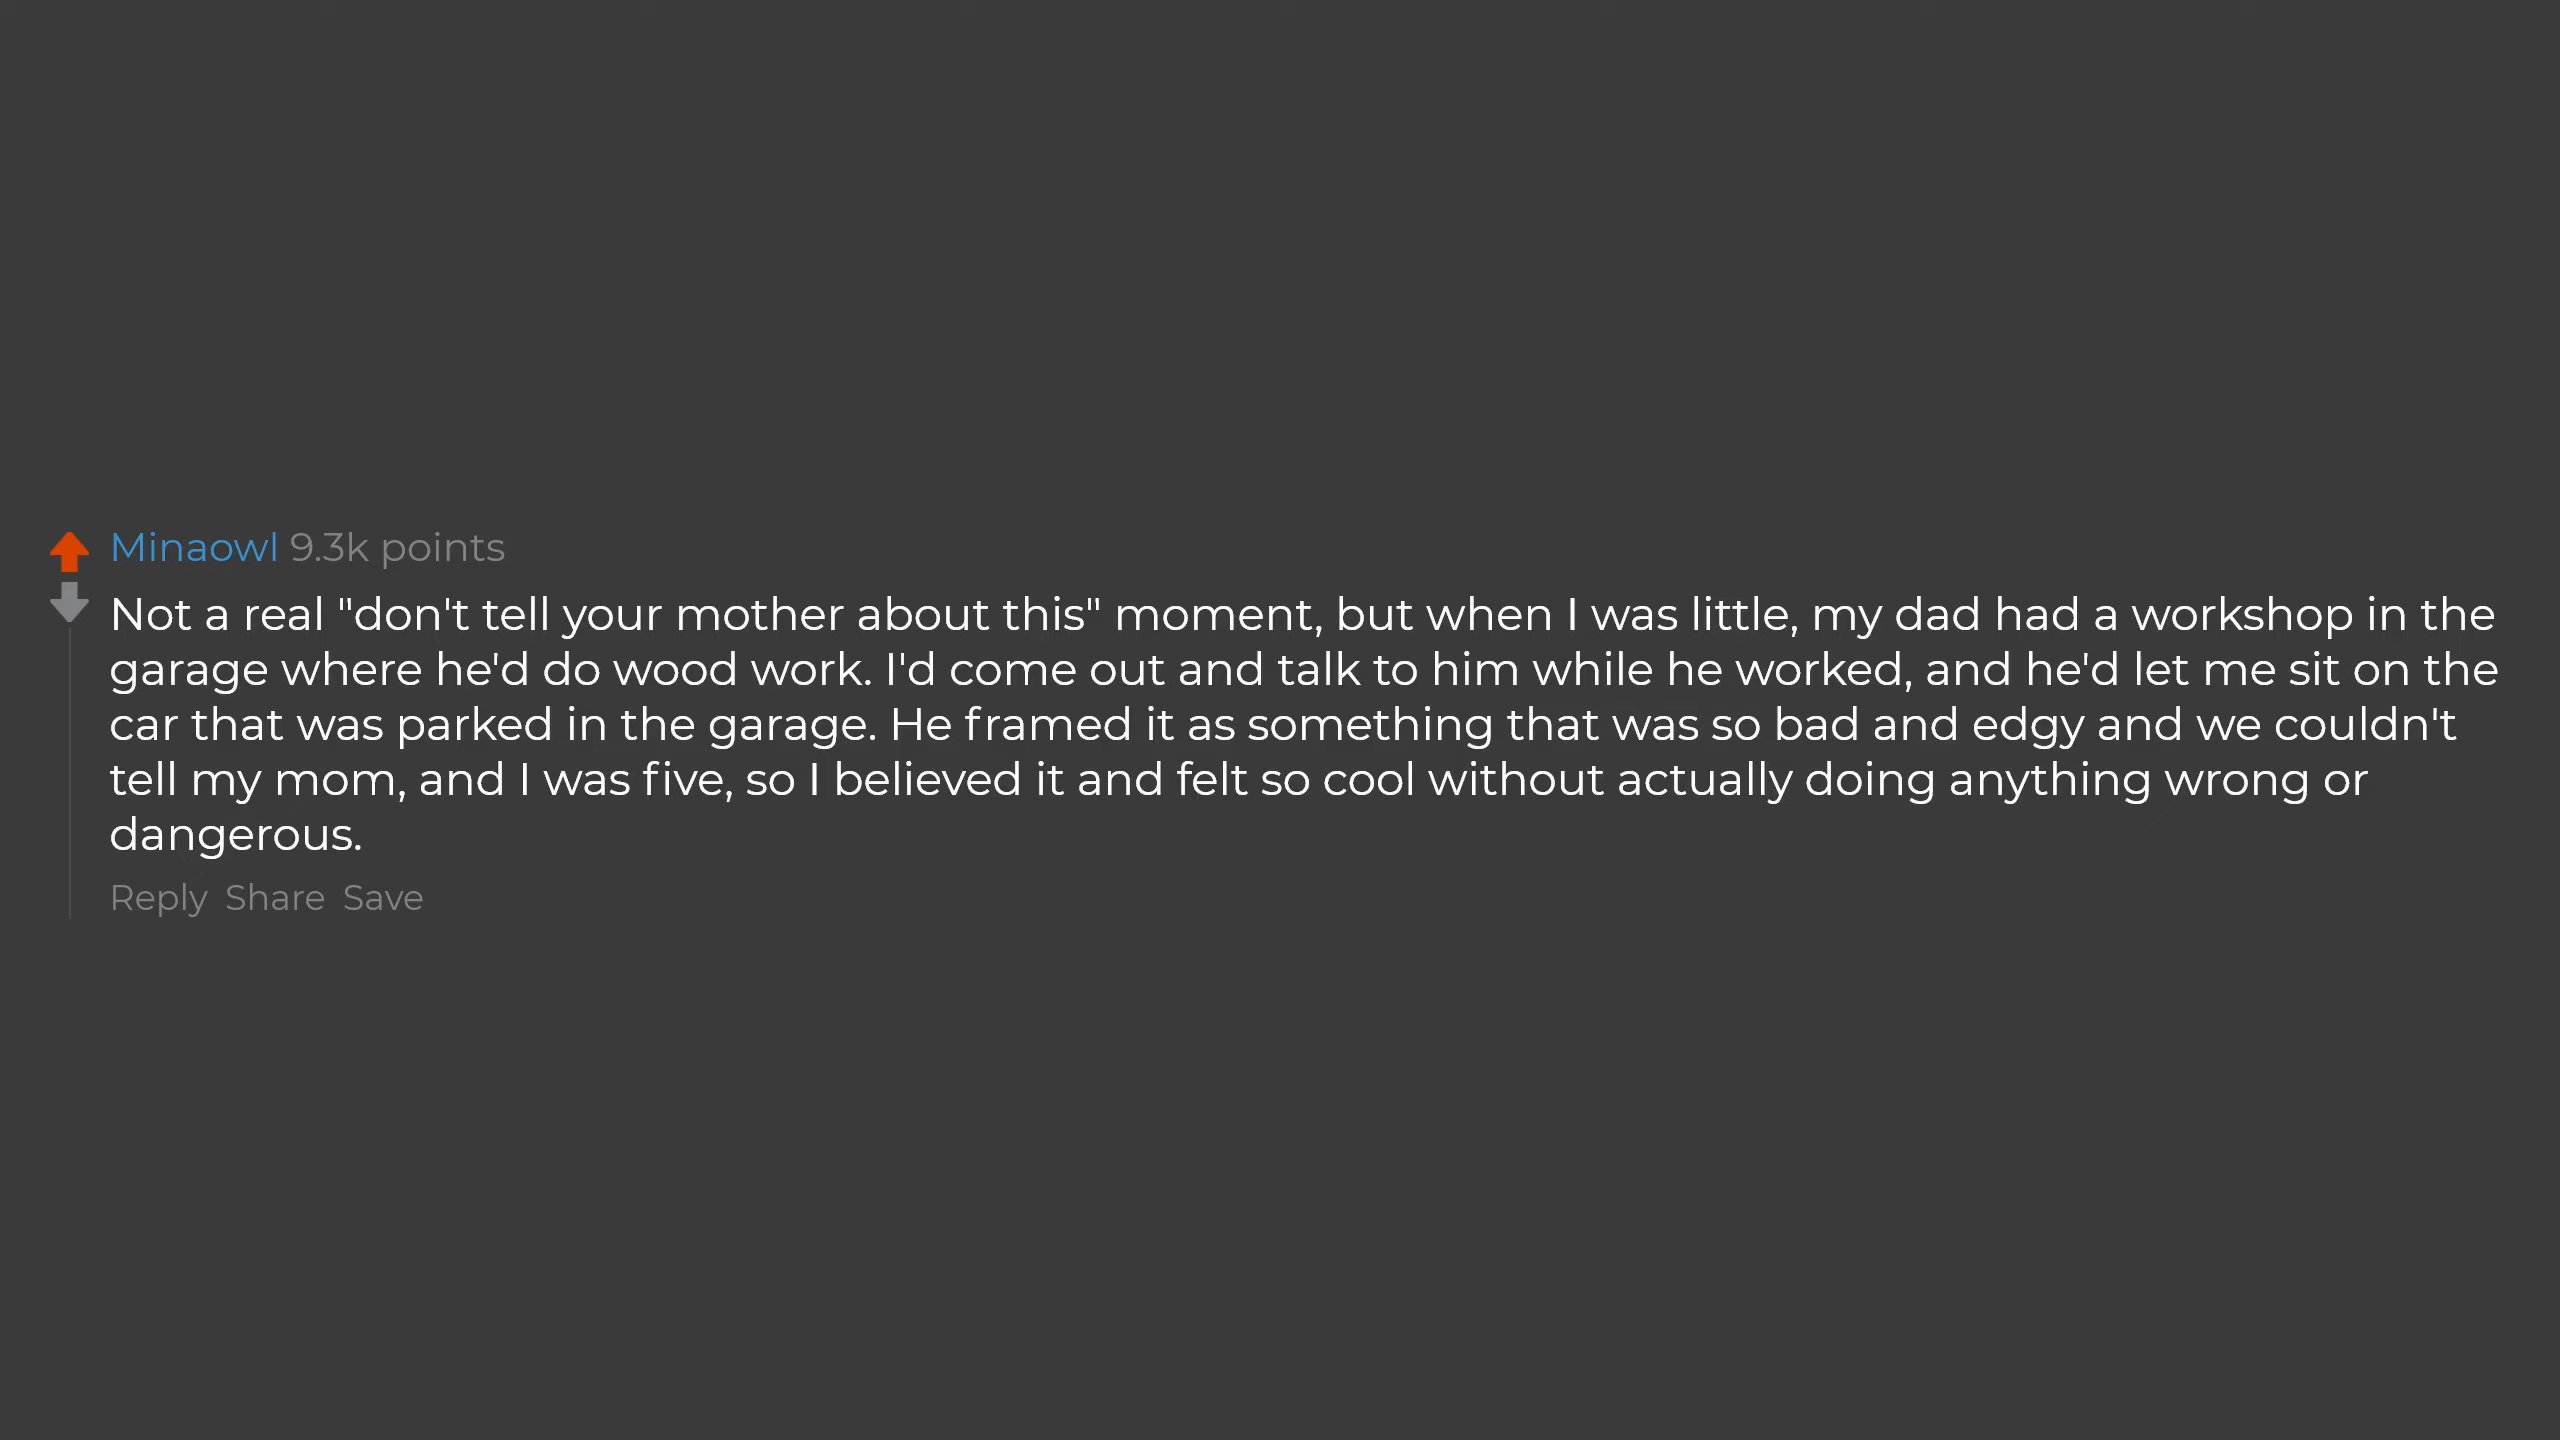 Minaowl 9.3k points
Not a real "don't tell your mother about this" moment, but when I was little, my dad had a workshop in the
garage where he'd do wood work. I'd come out and talk to him while he worked, and he'd let me sit on the
car that was parked in the garage. He framed it as something that was so bad and edgy and we couldn't
tell my mom, and I was five, so I believed it and felt so cool without actually doing anything wrong or
dangerous.
Reply Share Save